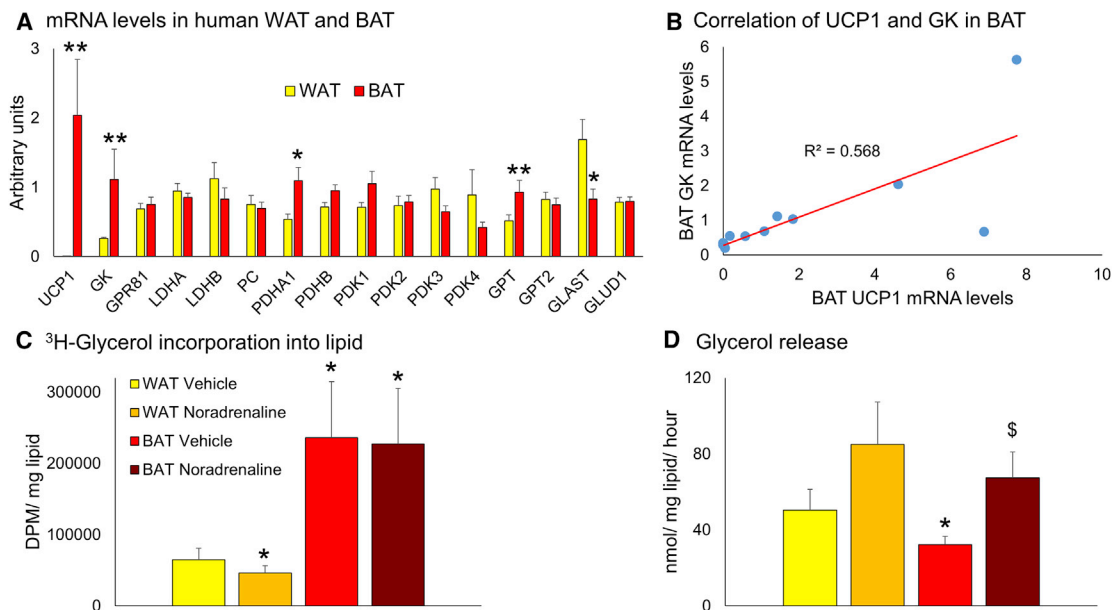 A mRNA levels in human WAT and BAT
Arbitrary units
3
2
1
0
**
**
*
**
*
WAT BAT
UCP1 GK GPR81 LDHA LDHB PC PDHA1 PDHB PDK1 PDK2 PDK3 PDK4 GPT GPT2 GLAST GLUD1
B Correlation of UCP1 and GK in BAT
BAT GK mRNA levels
6
5
4
3
2
1
0
R² = 0.568
0 2 4 6 8 10
BAT UCP1 mRNA levels
C ³H-Glycerol incorporation into lipid
DPM/ mg lipid
300000
200000
100000
0
WAT Vehicle
WAT Noradrenaline
BAT Vehicle
BAT Noradrenaline
*
*
*
D Glycerol release
nmol/ mg lipid/ hour
120
80
40
0
*
$